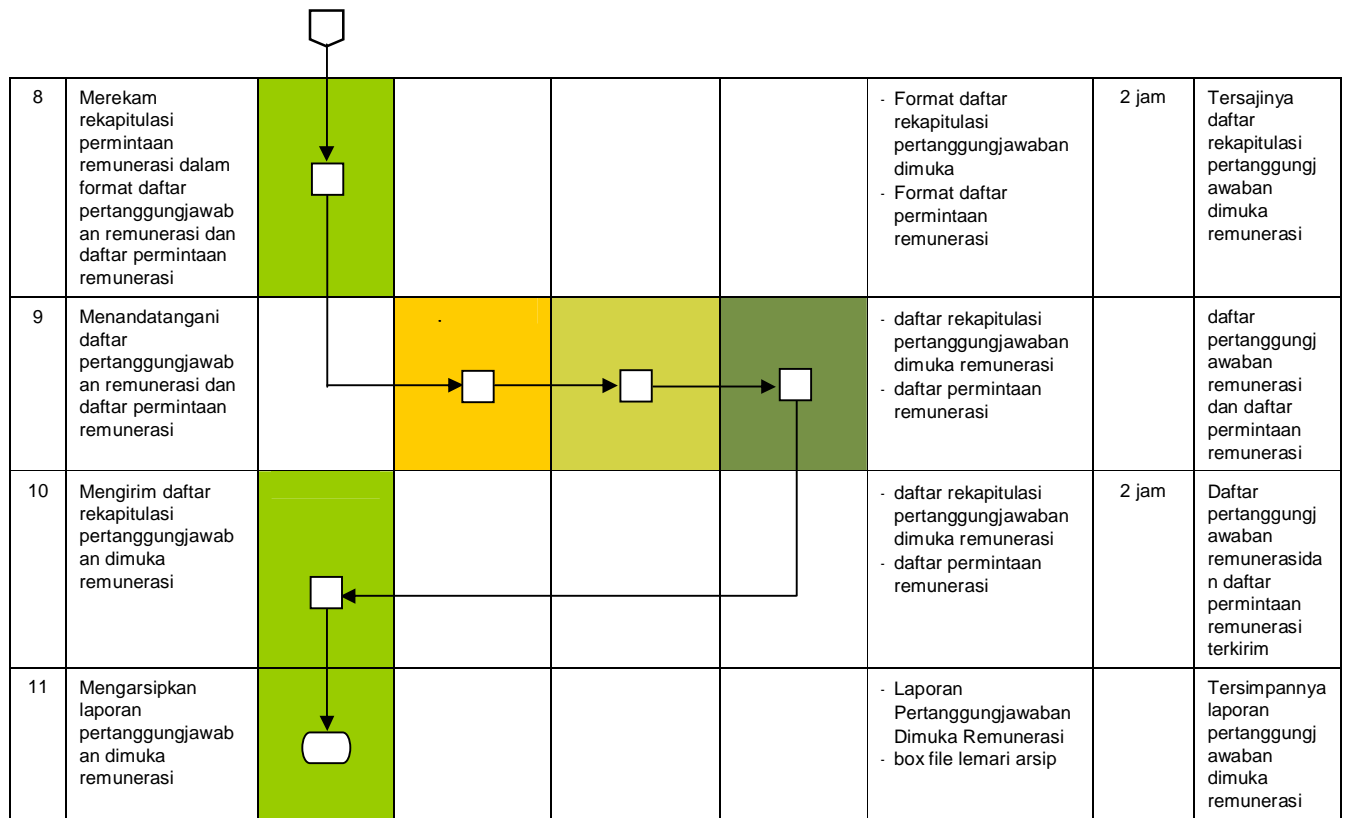 8
Merekam
rekapitulasi
permintaan
remunerasi dalam
format daftar
pertanggungjawab
an remunerasi dan
daftar permintaan
remunerasi
- Format daftar
rekapitulasi
pertanggungjawaban
dimuka
- Format daftar
permintaan
remunerasi
2 jam
Tersajinya
daftar
rekapitulasi
pertanggungj
awaban
dimuka
remunerasi
9
Menandatangani
daftar
pertanggungjawab
an remunerasi dan
daftar permintaan
remunerasi
- daftar rekapitulasi
pertanggungjawaban
dimuka remunerasi
- daftar permintaan
remunerasi
daftar
pertanggungj
awaban
remunerasi
dan daftar
permintaan
remunerasi
10
Mengirim daftar
rekapitulasi
pertanggungjawab
an dimuka
remunerasi
- daftar rekapitulasi
pertanggungjawaban
dimuka remunerasi
- daftar permintaan
remunerasi
2 jam
Daftar
pertanggungj
awaban
remunerasida
n daftar
permintaan
remunerasi
terkirim
11
Mengarsipkan
laporan
pertanggungjawab
an dimuka
remunerasi
- Laporan
Pertanggungjawaban
Dimuka Remunerasi
- box file lemari arsip
Tersimpannya
laporan
pertanggungj
awaban
dimuka
remunerasi